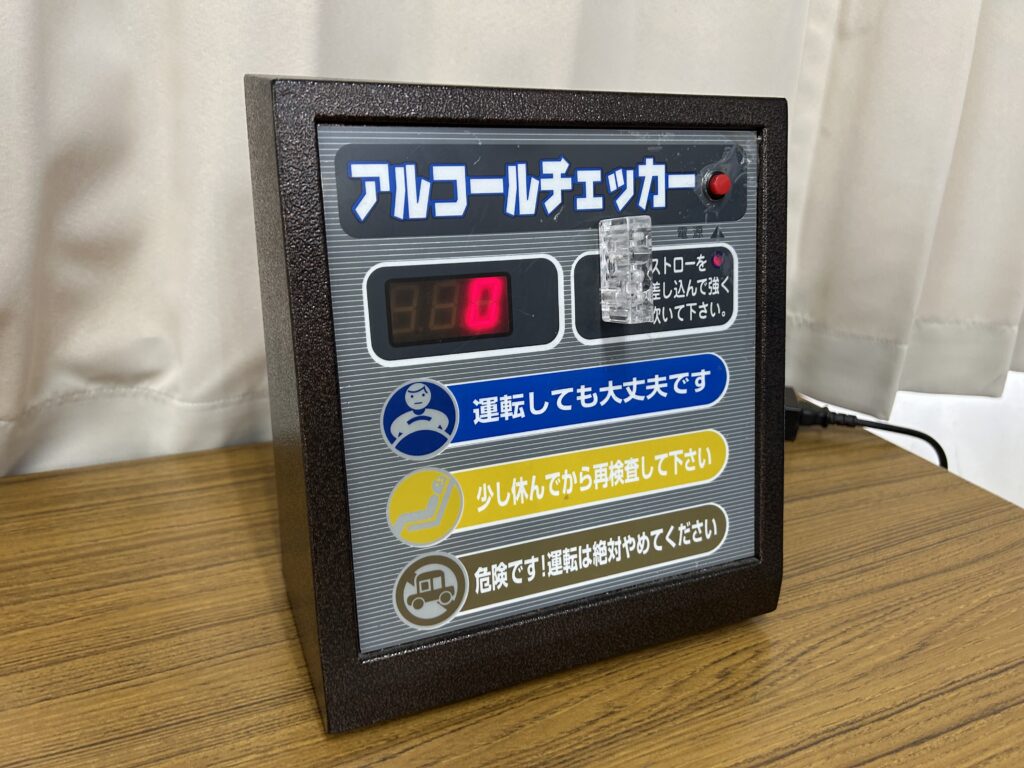 アルコールチェッカー
電源
0
ストローを
差し込んで強く
吹いて下さい。
運転しても大丈夫です
少し休んでから再検査して下さい
危険です!運転は絶対やめてください